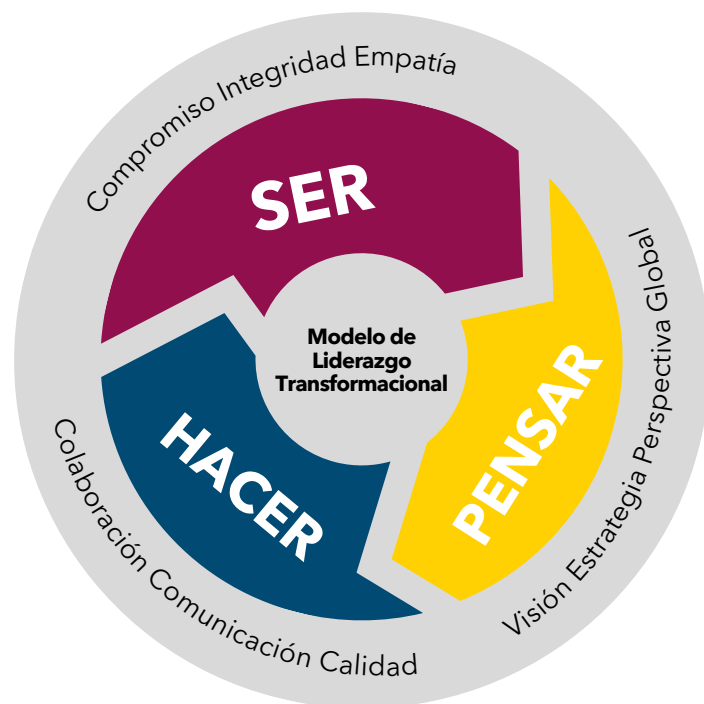 Compromiso Integridad Empatía
SER
Visión Estrategia Perspectiva Global
PENSAR
Modelo de
Liderazgo
Transformacional
HACER
Colaboración Comunicación Calidad